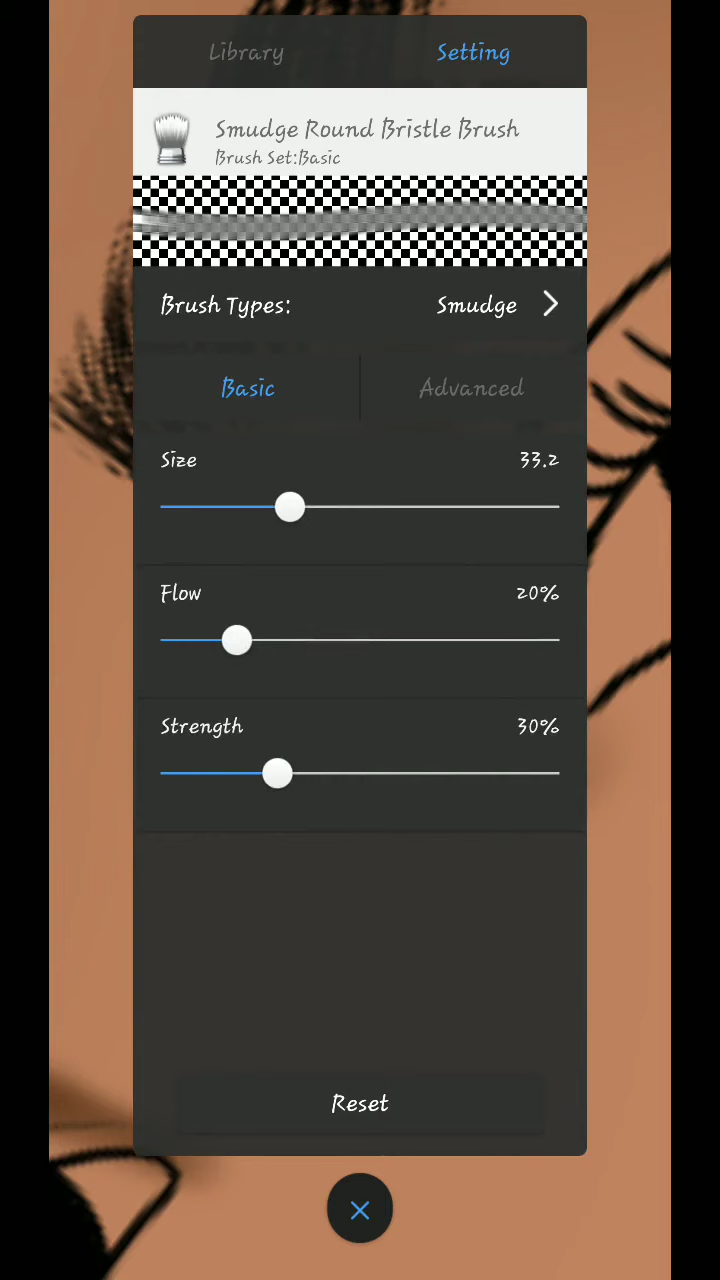 Library Setting
Smudge Round Bristle Brush
Brush Set:Basic
Brush Types: Smudge
Basic Advanced
Size 33.2
Flow 20%
Strength 30%
Reset